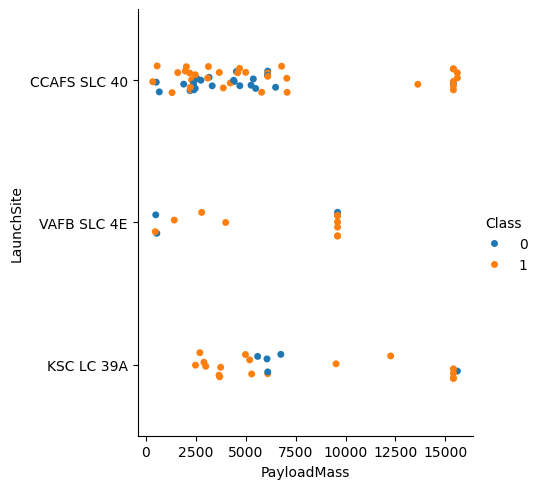 CCAFS SLC 40
VAFB SLC 4E
KSC LC 39A
LaunchSite
0 2500 5000 7500 10000 12500 15000
PayloadMass
Class
0
1